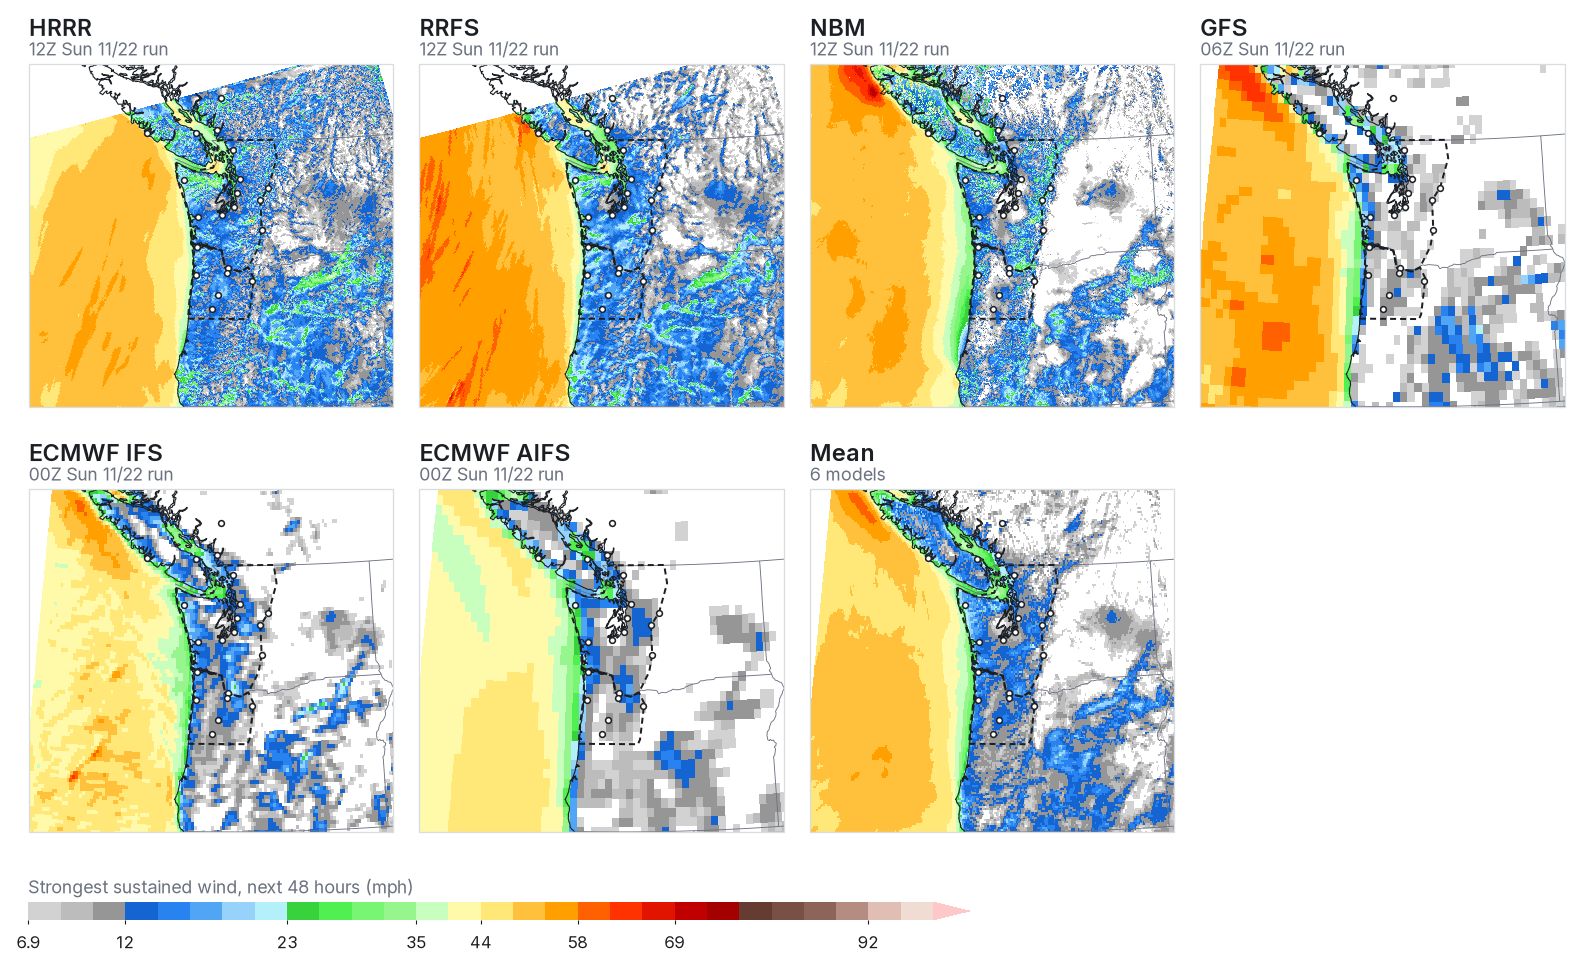 HRRR
12Z Sun 11/22 run
RRFS
12Z Sun 11/22 run
NBM
12Z Sun 11/22 run
GFS
06Z Sun 11/22 run
ECMWF IFS
00Z Sun 11/22 run
ECMWF AIFS
00Z Sun 11/22 run
Mean
6 models
Strongest sustained wind, next 48 hours (mph)
6.9 12 23 35 44 58 69 92